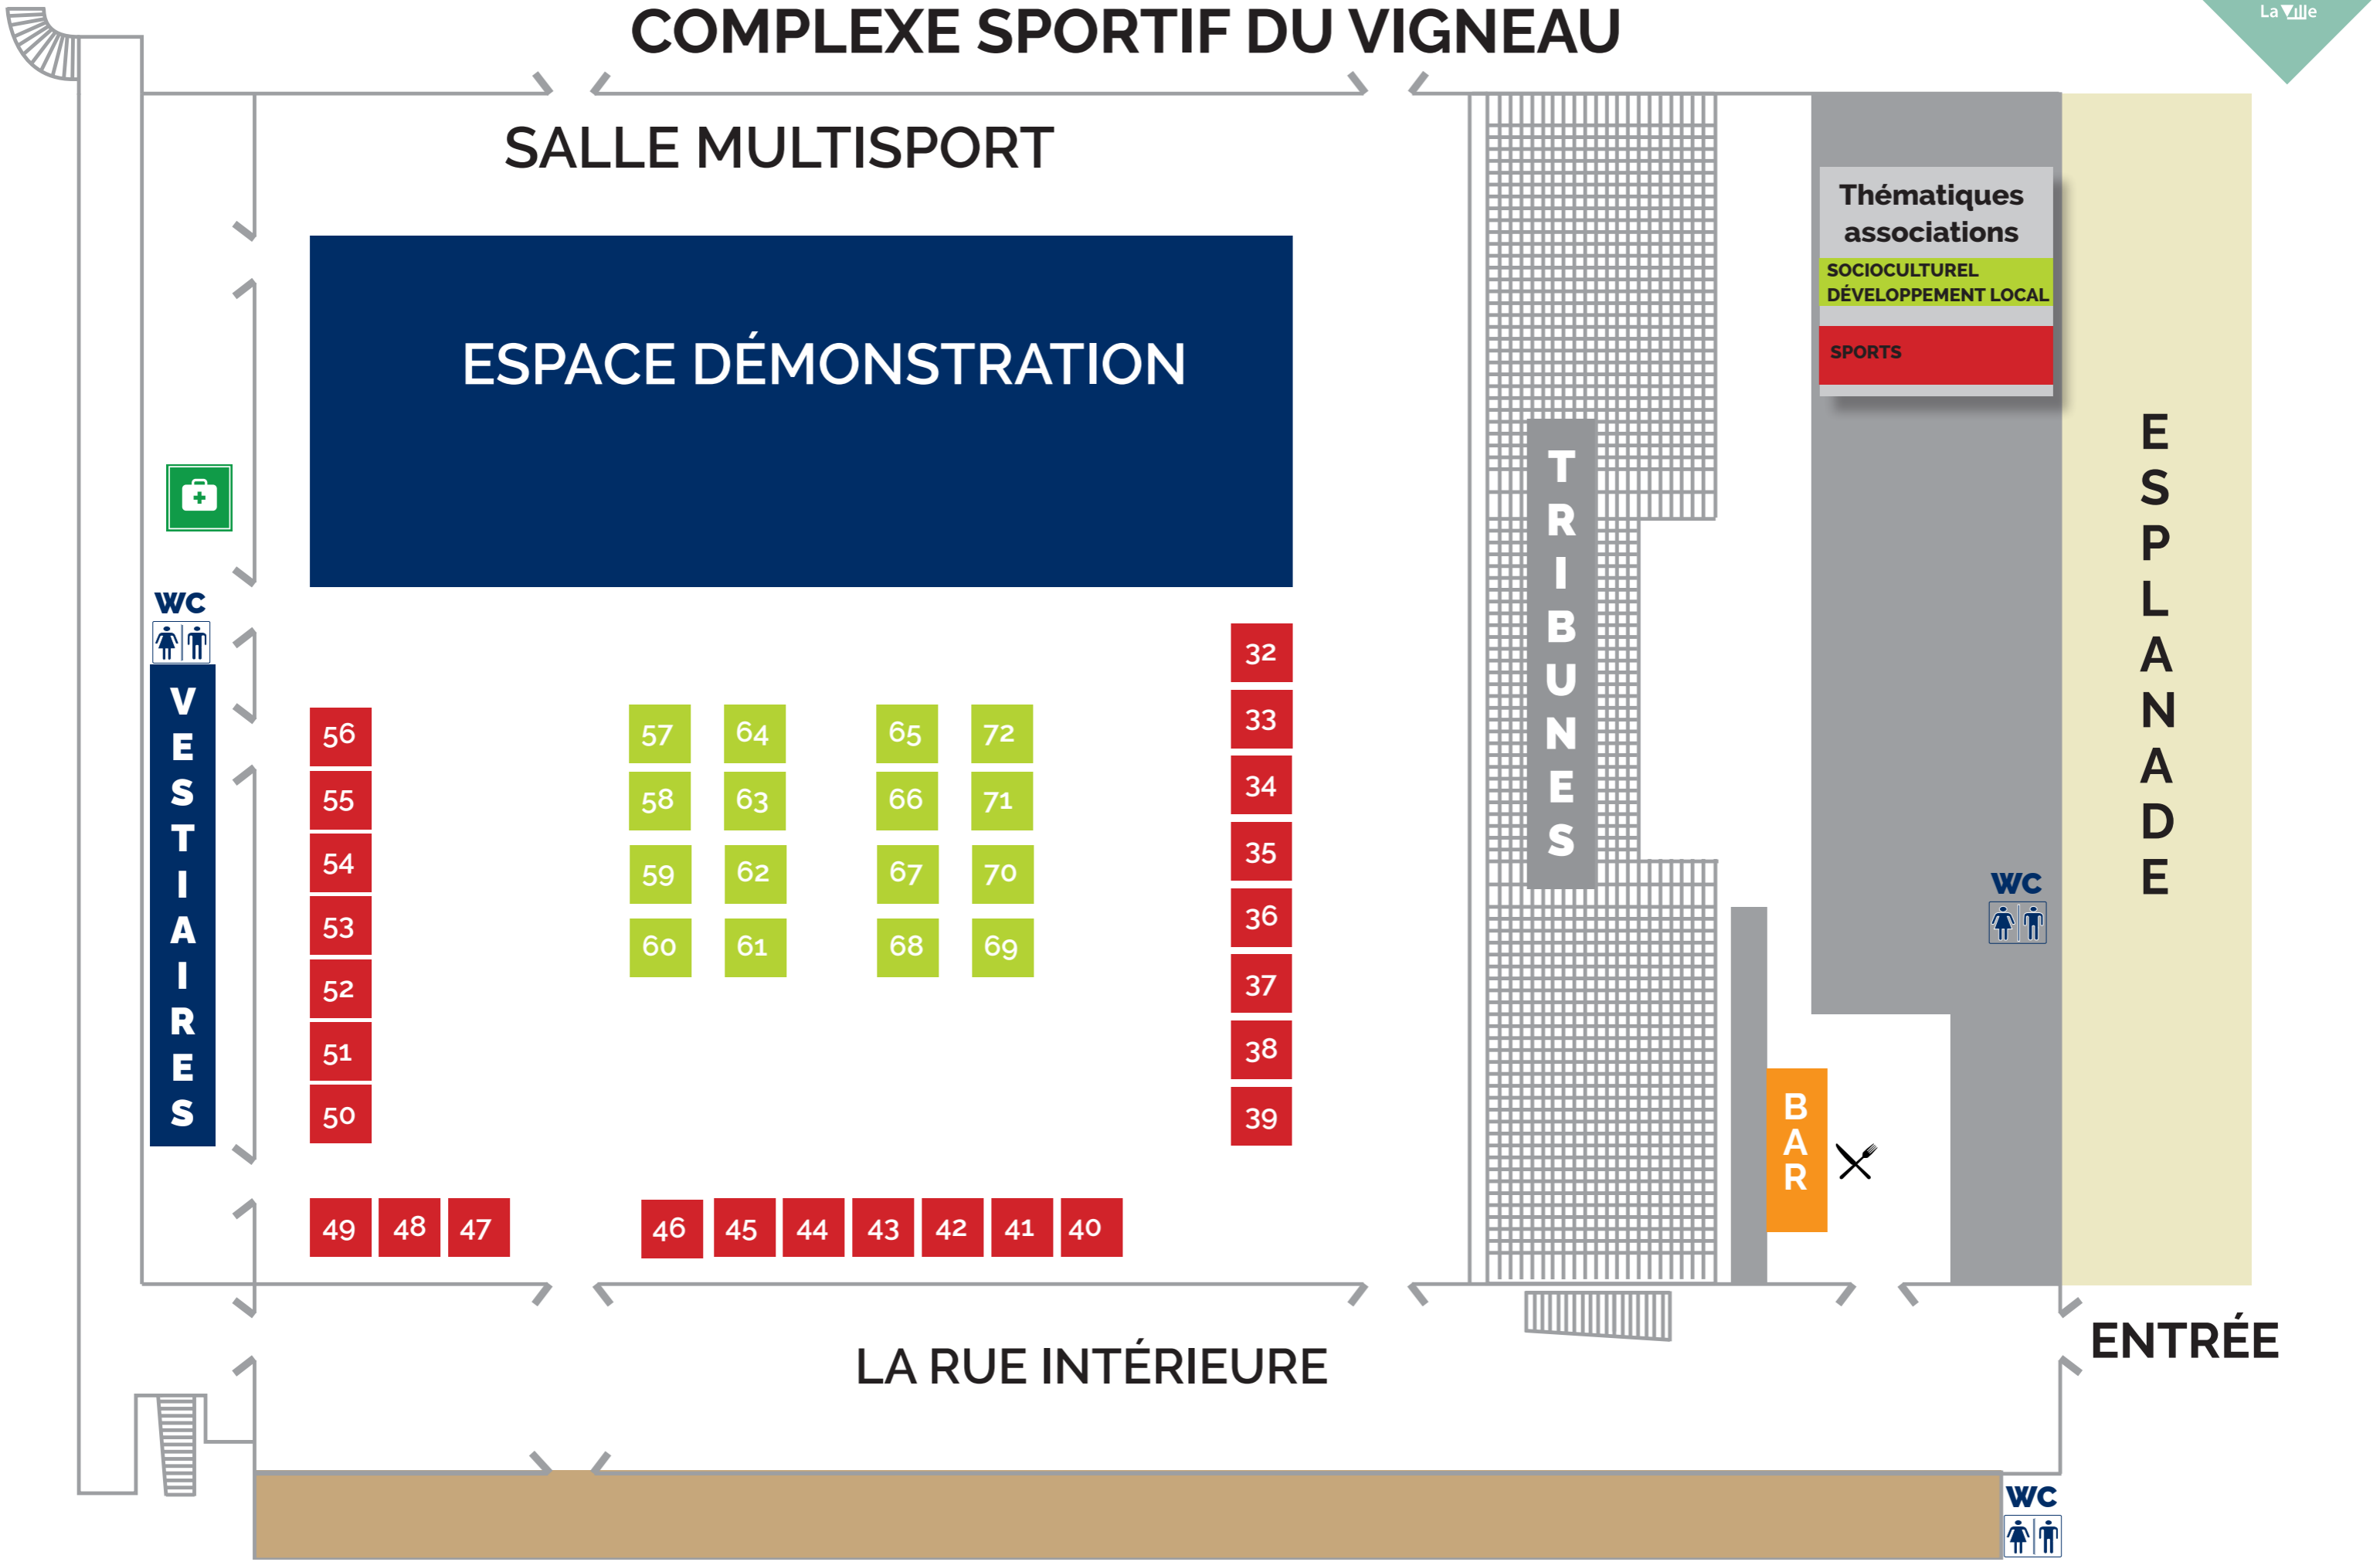 COMPLEXE SPORTIF DU VIGNEAU
La Ville
SALLE MULTISPORT
Thématiques
associations
SOCIOCULTUREL
DÉVELOPPEMENT LOCAL
SPORTS
ESPACE DÉMONSTRATION
TRIBUNES
ESPLANADE
WC
VESTIAIRES
32
33
34
35
36
37
38
39
56
55
54
53
52
51
50
57 64 65 72
58 63 66 71
59 62 67 70
60 61 68 69
WC
BAR
49 48 47 46 45 44 43 42 41 40
LA RUE INTÉRIEURE
ENTRÉE
WC